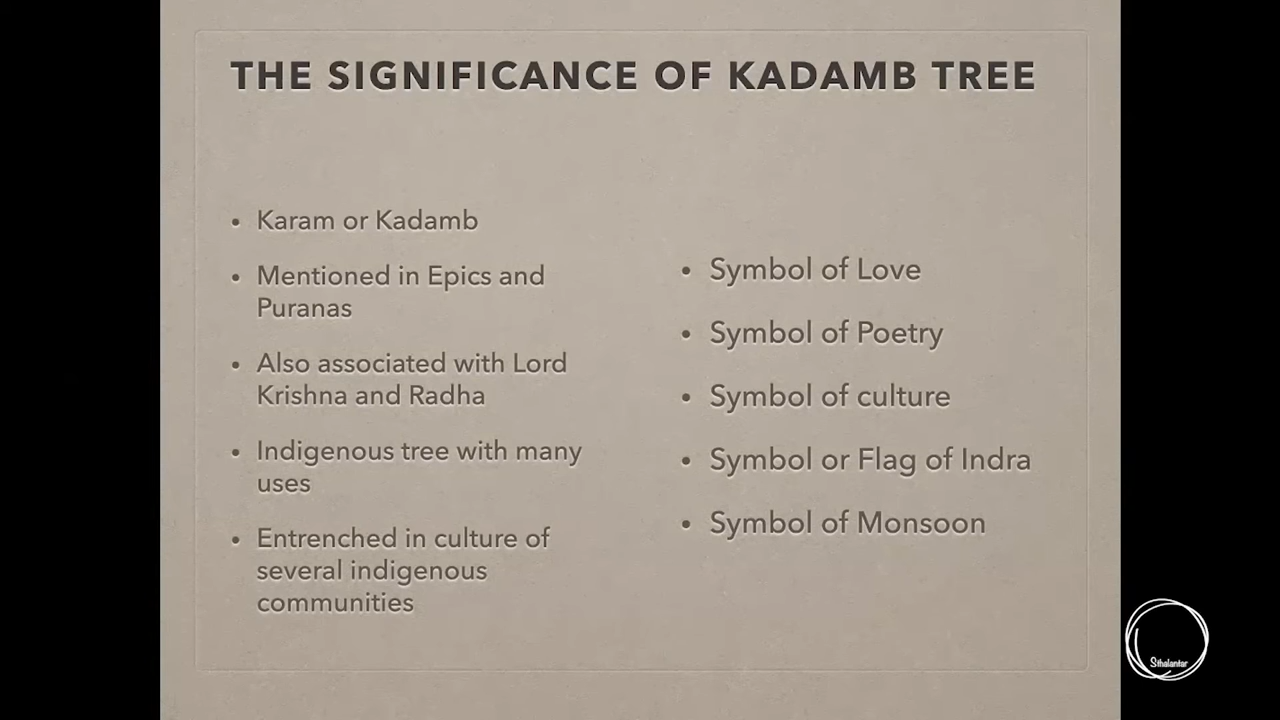 THE SIGNIFICANCE OF KADAMB TREE
• Karam or Kadamb
• Mentioned in Epics and
Puranas
• Also associated with Lord
Krishna and Radha
• Indigenous tree with many
uses
• Entrenched in culture of
several indigenous
communities
• Symbol of Love
• Symbol of Poetry
• Symbol of culture
• Symbol or Flag of Indra
• Symbol of Monsoon
Sthalantar